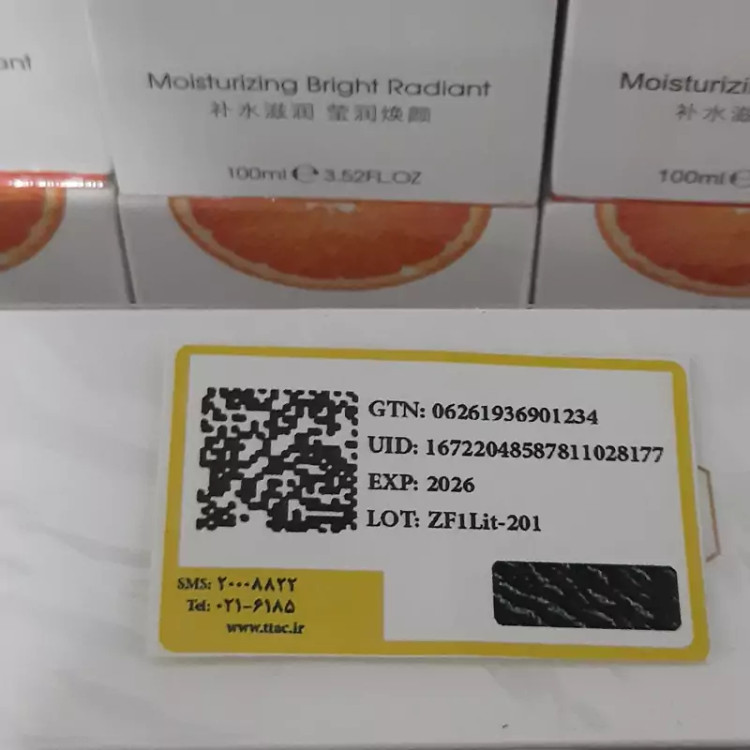 ant
Moisturizing Bright Radiant
补水滋润 莹润焕颜
100ml ℮ 3.52FL.OZ
Moisturizi
补水滋
100ml ℮
GTN: 06261936901234
UID: 16722048587811028177
EXP: 2026
LOT: ZF1Lit-201
SMS: ۲۰۰۰۸۸۲۲
Tel: ۰۲۱-۶۱۸۵
www.ttac.ir